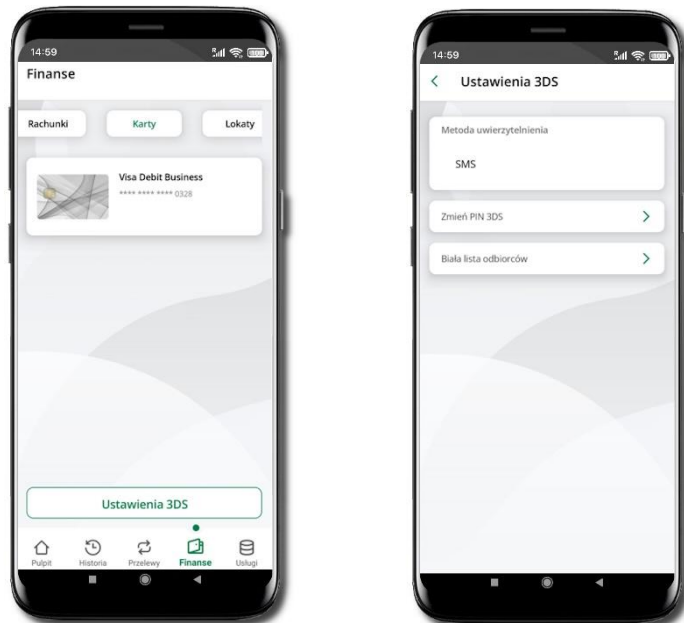 14:59
Finanse
Rachunki
Karty
Lokaty
Visa Debit Business
**** **** **** 0328
Ustawienia 3DS
Pulpit
Historia
Przelewy
Finanse
Usługi
14:59
Ustawienia 3DS
Metoda uwierzytelnienia
SMS
Zmień PIN 3DS
Biała lista odbiorców